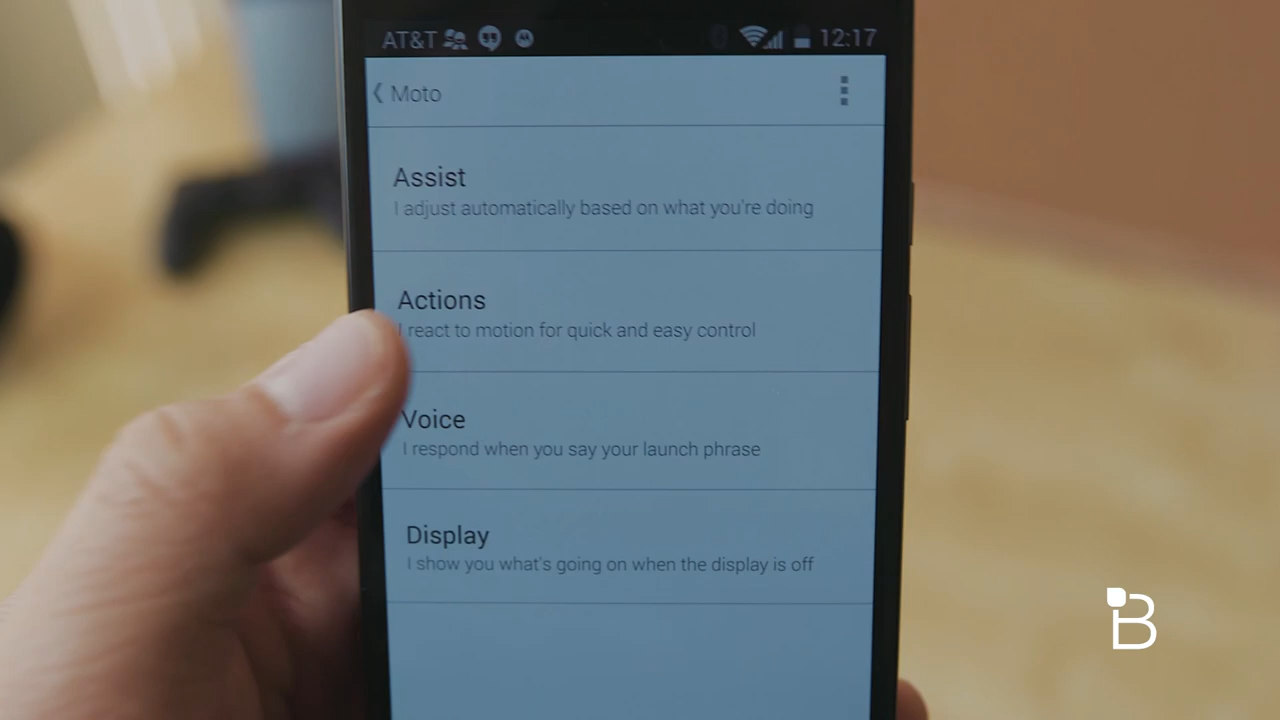 AT&T 12:17
Moto
Assist
I adjust automatically based on what you're doing
Actions
I react to motion for quick and easy control
Voice
I respond when you say your launch phrase
Display
I show you what's going on when the display is off
B